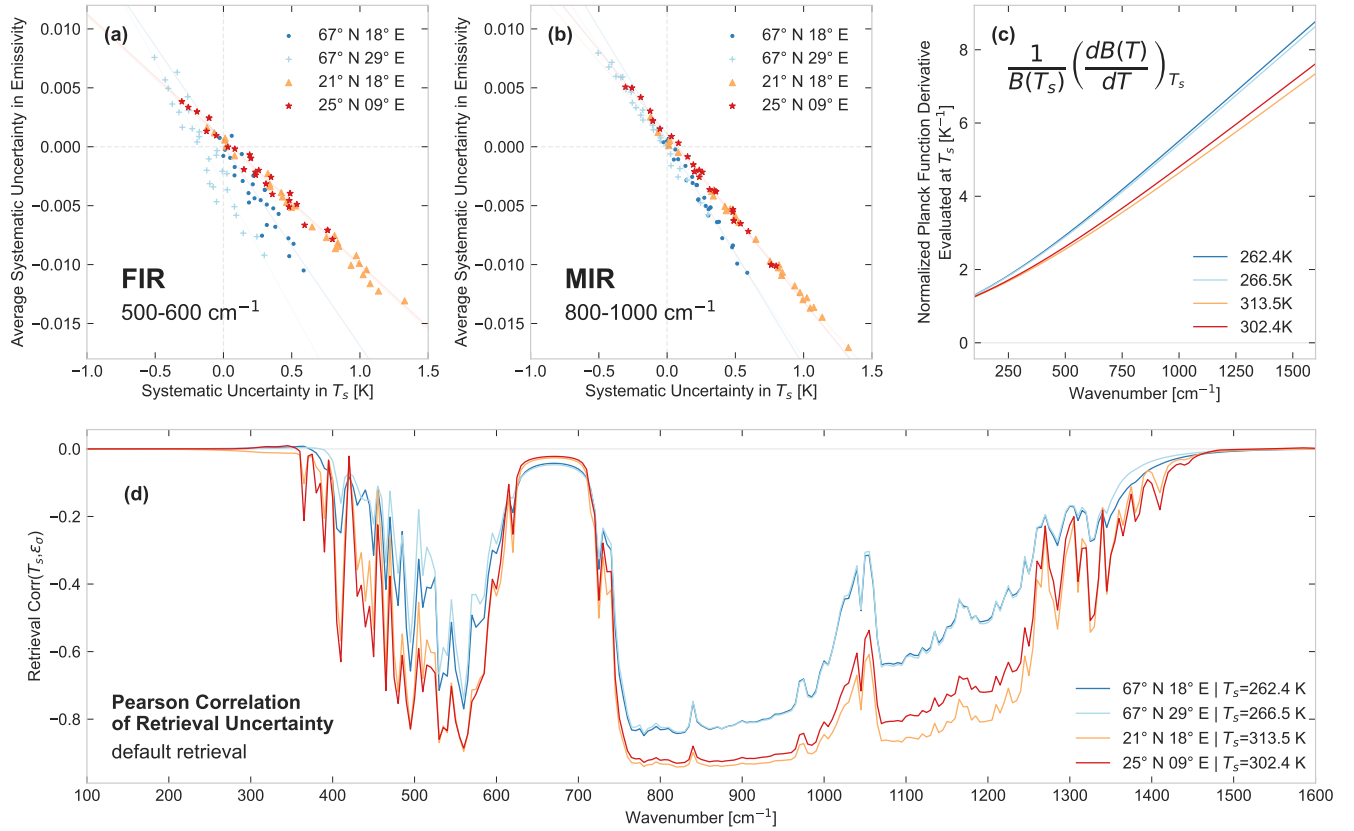 (a)
67° N 18° E
67° N 29° E
21° N 18° E
25° N 09° E
FIR
500-600 cm⁻¹
0.010
0.005
0.000
−0.005
−0.010
−0.015
Average Systematic Uncertainty in Emissivity
−1.0 −0.5 0.0 0.5 1.0 1.5
Systematic Uncertainty in Tₛ [K]
(b)
67° N 18° E
67° N 29° E
21° N 18° E
25° N 09° E
MIR
800-1000 cm⁻¹
0.010
0.005
0.000
−0.005
−0.010
−0.015
Average Systematic Uncertainty in Emissivity
−1.0 −0.5 0.0 0.5 1.0 1.5
Systematic Uncertainty in Tₛ [K]
(c)
1/B(Tₛ) (dB(T)/dT)Tₛ
262.4K
266.5K
313.5K
302.4K
8
6
4
2
0
Normalized Planck Function Derivative
Evaluated at Tₛ [K⁻¹]
250 500 750 1000 1250 1500
Wavenumber [cm⁻¹]
(d)
0.0
−0.2
−0.4
−0.6
−0.8
Retrieval Corr(Tₛ,εσ)
Pearson Correlation
of Retrieval Uncertainty
default retrieval
67° N 18° E | Tₛ=262.4 K
67° N 29° E | Tₛ=266.5 K
21° N 18° E | Tₛ=313.5 K
25° N 09° E | Tₛ=302.4 K
100 200 300 400 500 600 700 800 900 1000 1100 1200 1300 1400 1500 1600
Wavenumber [cm⁻¹]